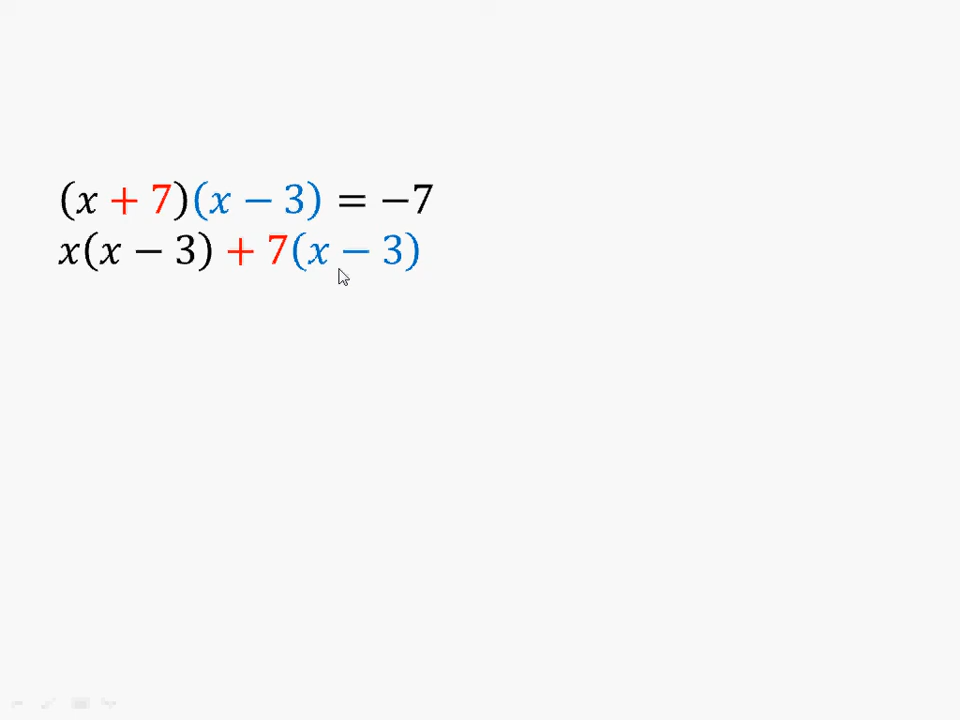 (x + 7)(x − 3) = −7
x(x − 3) + 7(x − 3)